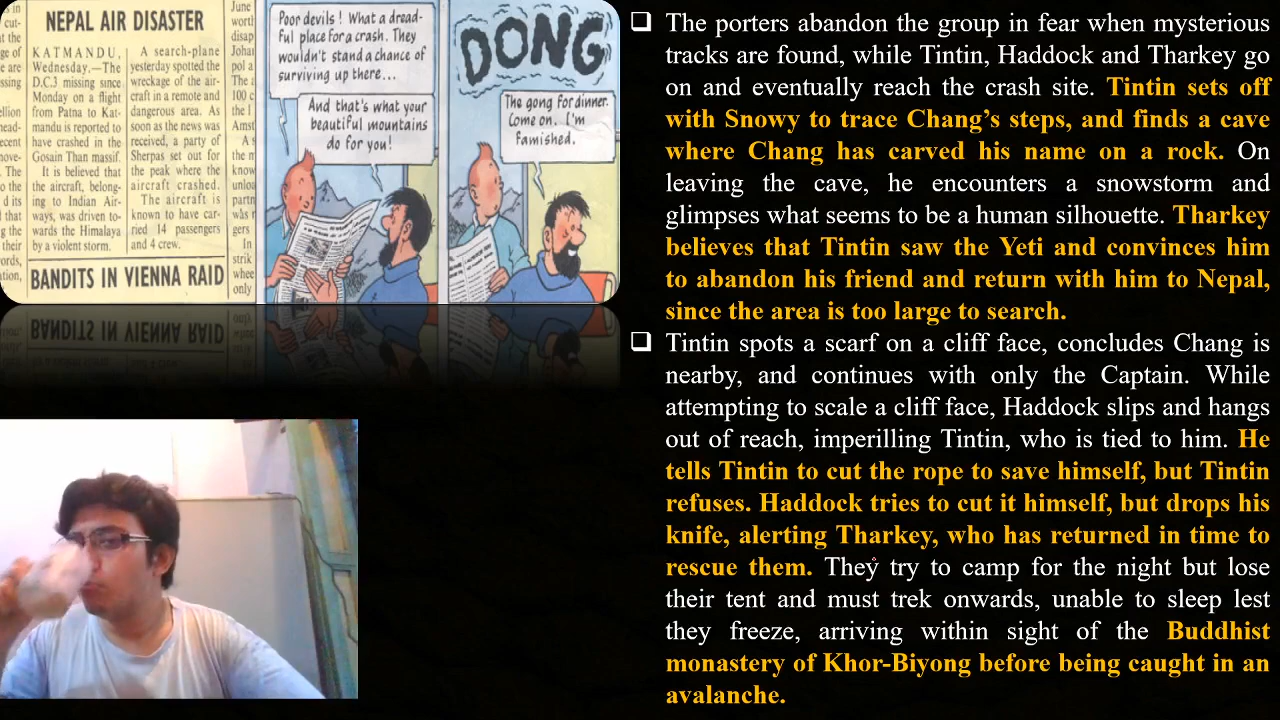 NEPAL AIR DISASTER
KATMANDU,
Wednesday.—The
D.C.3 missing since
Monday on a flight
from Patna to Kat-
mandu is reported to
have crashed in the
Gosain Than massif.
It is believed that
the aircraft, belong-
ing to Indian Air-
ways, was driven to-
wards the Himalaya
by a violent storm.
A search-plane
yesterday spotted the
wreckage of the air-
craft in a remote and
dangerous area. As
soon as the news was
received, a party of
Sherpas set out for
the peak where the
aircraft crashed.
The aircraft is
known to have car-
ried 14 passengers
and 4 crew.
BANDITS IN VIENNA RAID
June
worth
disap
Johan
Poor devils! What a dread-
ful place for a crash. They
wouldn't stand a chance of
surviving up there...
And that's what your
beautiful mountains
do for you!
DONG
The gong for dinner.
Come on. I'm
famished.
The porters abandon the group in fear when mysterious
tracks are found, while Tintin, Haddock and Tharkey go
on and eventually reach the crash site. Tintin sets off
with Snowy to trace Chang's steps, and finds a cave
where Chang has carved his name on a rock. On
leaving the cave, he encounters a snowstorm and
glimpses what seems to be a human silhouette. Tharkey
believes that Tintin saw the Yeti and convinces him
to abandon his friend and return with him to Nepal,
since the area is too large to search.
Tintin spots a scarf on a cliff face, concludes Chang is
nearby, and continues with only the Captain. While
attempting to scale a cliff face, Haddock slips and hangs
out of reach, imperilling Tintin, who is tied to him. He
tells Tintin to cut the rope to save himself, but Tintin
refuses. Haddock tries to cut it himself, but drops his
knife, alerting Tharkey, who has returned in time to
rescue them. They try to camp for the night but lose
their tent and must trek onwards, unable to sleep lest
they freeze, arriving within sight of the Buddhist
monastery of Khor-Biyong before being caught in an
avalanche.